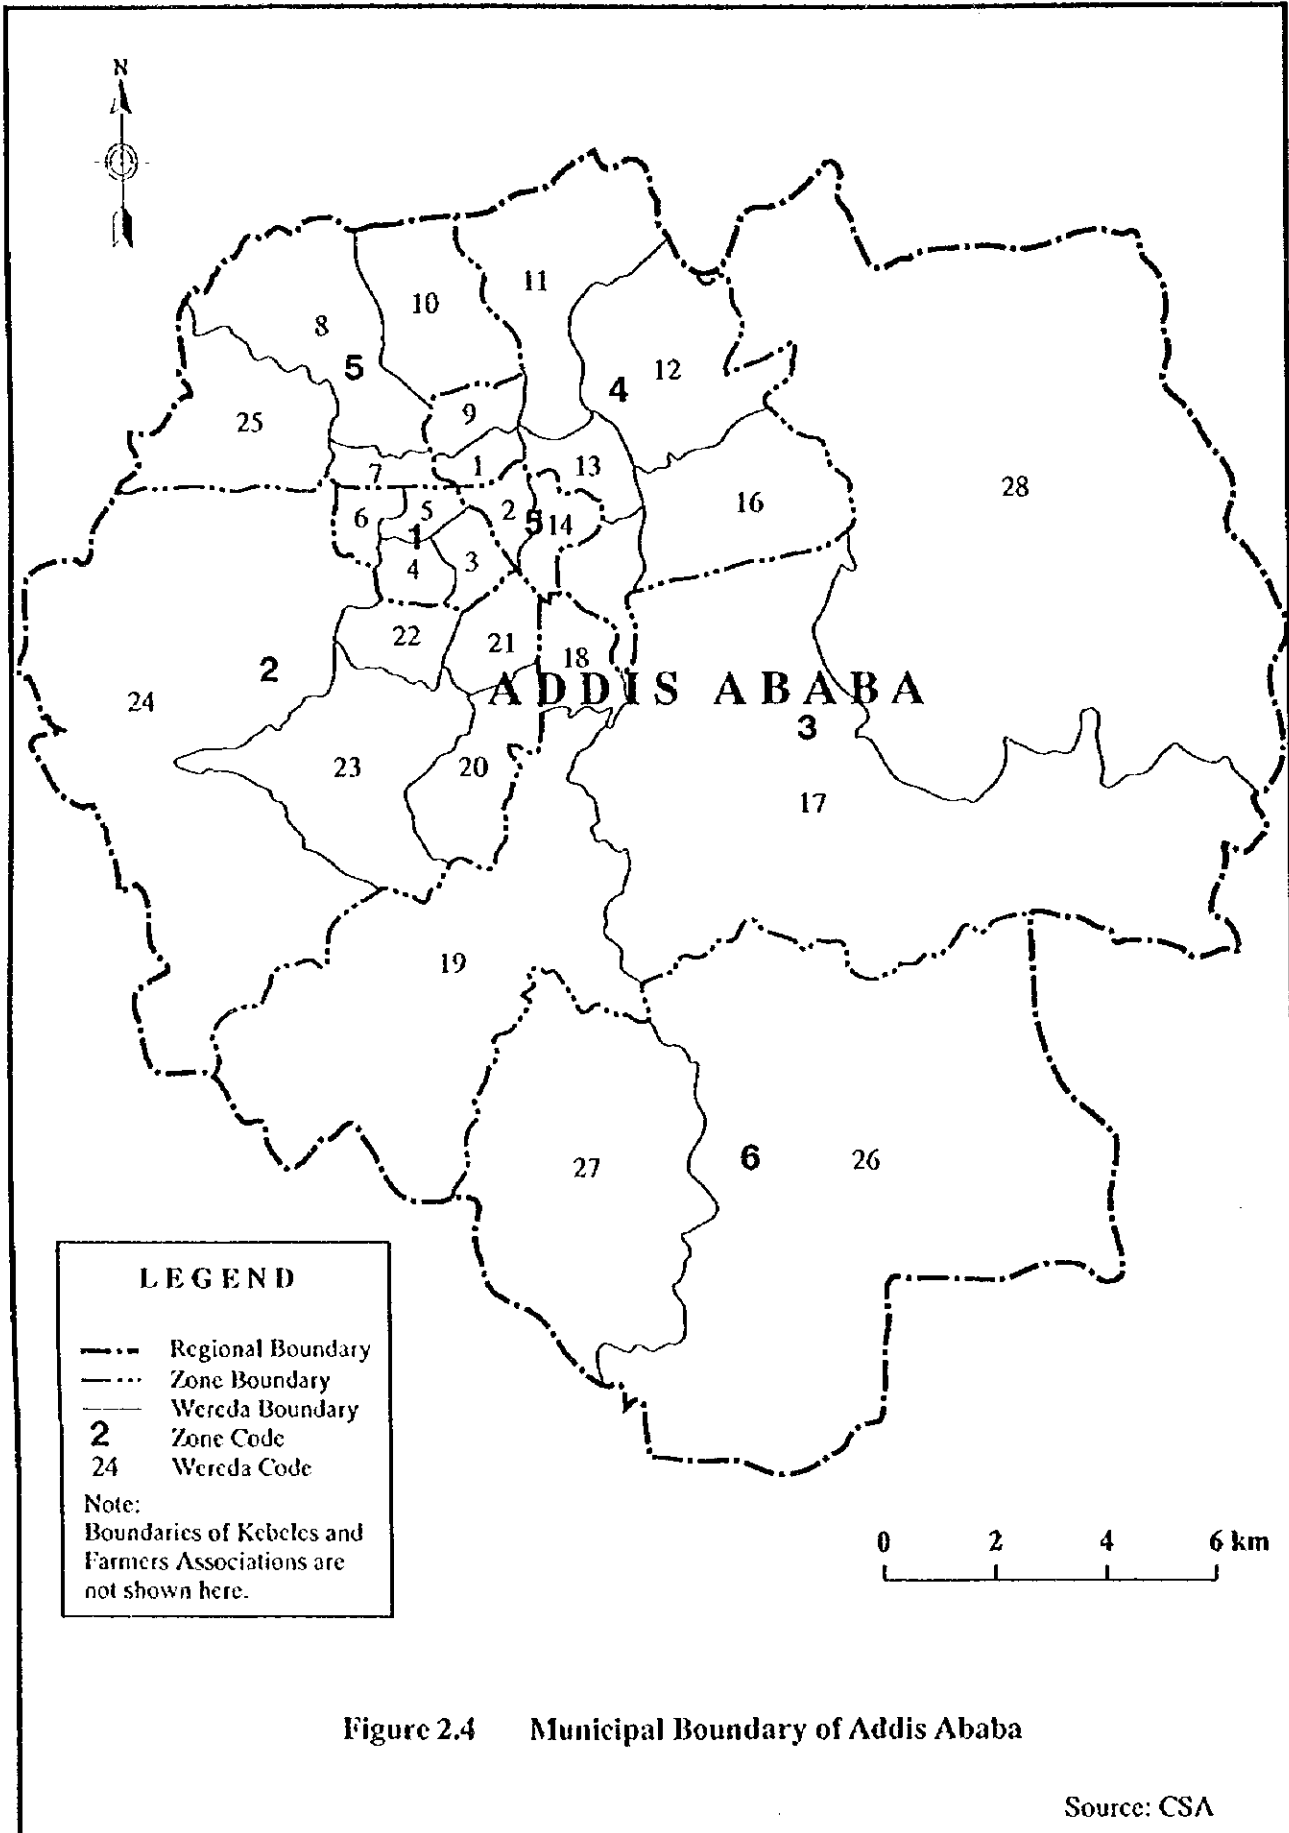 N
11
10
8
5
12
4
25
9
7
1
13
16
28
6
5
2
5
14
1
3
4
22
21
18
2
24
ADDIS ABABA
3
23
20
17
19
27
6
26
LEGEND
Regional Boundary
Zone Boundary
Wereda Boundary
2 Zone Code
24 Wereda Code
Note:
Boundaries of Kebeles and
Farmers Associations are
not shown here.
0 2 4 6 km
Figure 2.4 Municipal Boundary of Addis Ababa
Source: CSA